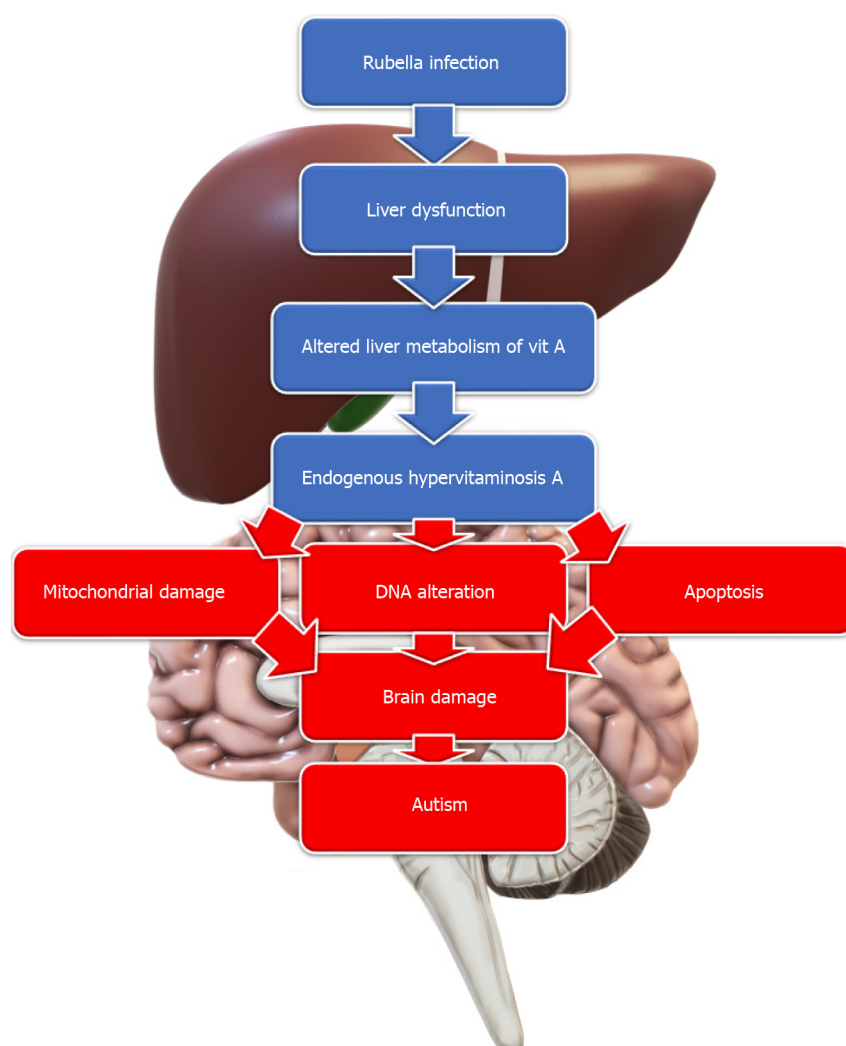 Rubella infection
Liver dysfunction
Altered liver metabolism of vit A
Endogenous hypervitaminosis A
Mitochondrial damage
DNA alteration
Apoptosis
Brain damage
Autism